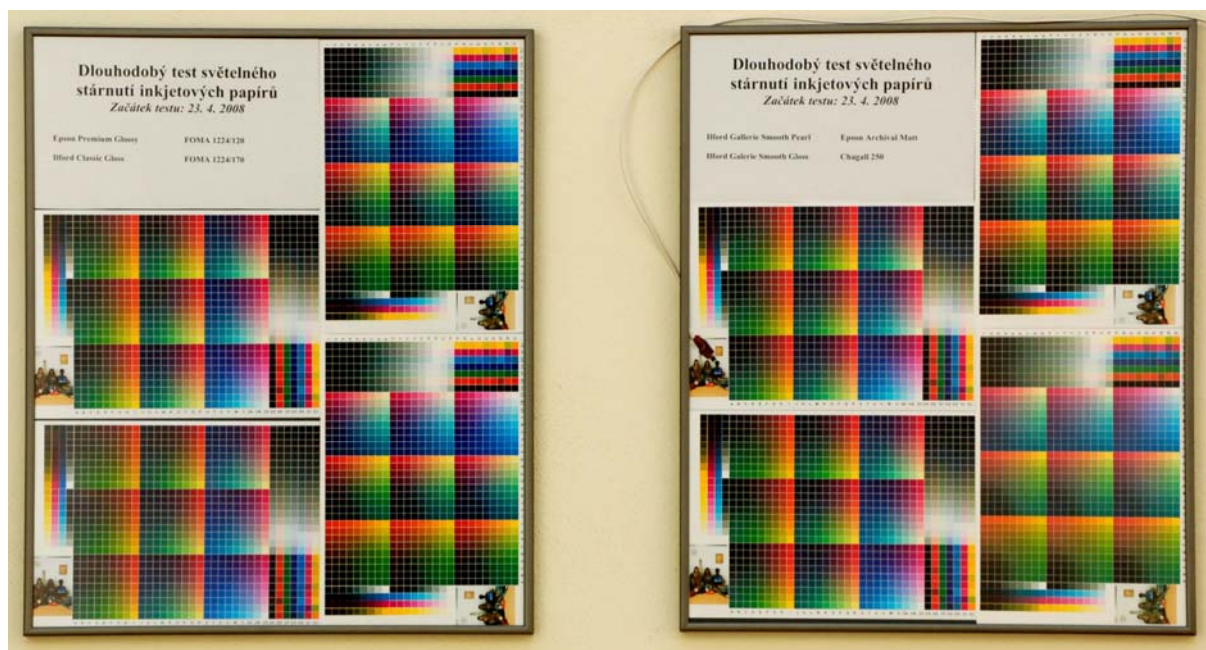 Dlouhodobý test světelného
stárnutí inkjetových papírů
Začátek testu: 23. 4. 2008
Epson Premium Glossy FOMA 1224/120
Ilford Classic Gloss FOMA 1224/170
Dlouhodobý test světelného
stárnutí inkjetových papírů
Začátek testu: 23. 4. 2008
Ilford Gallerie Smooth Pearl Epson Archival Matt
Ilford Galerie Smooth Gloss Chagall 250